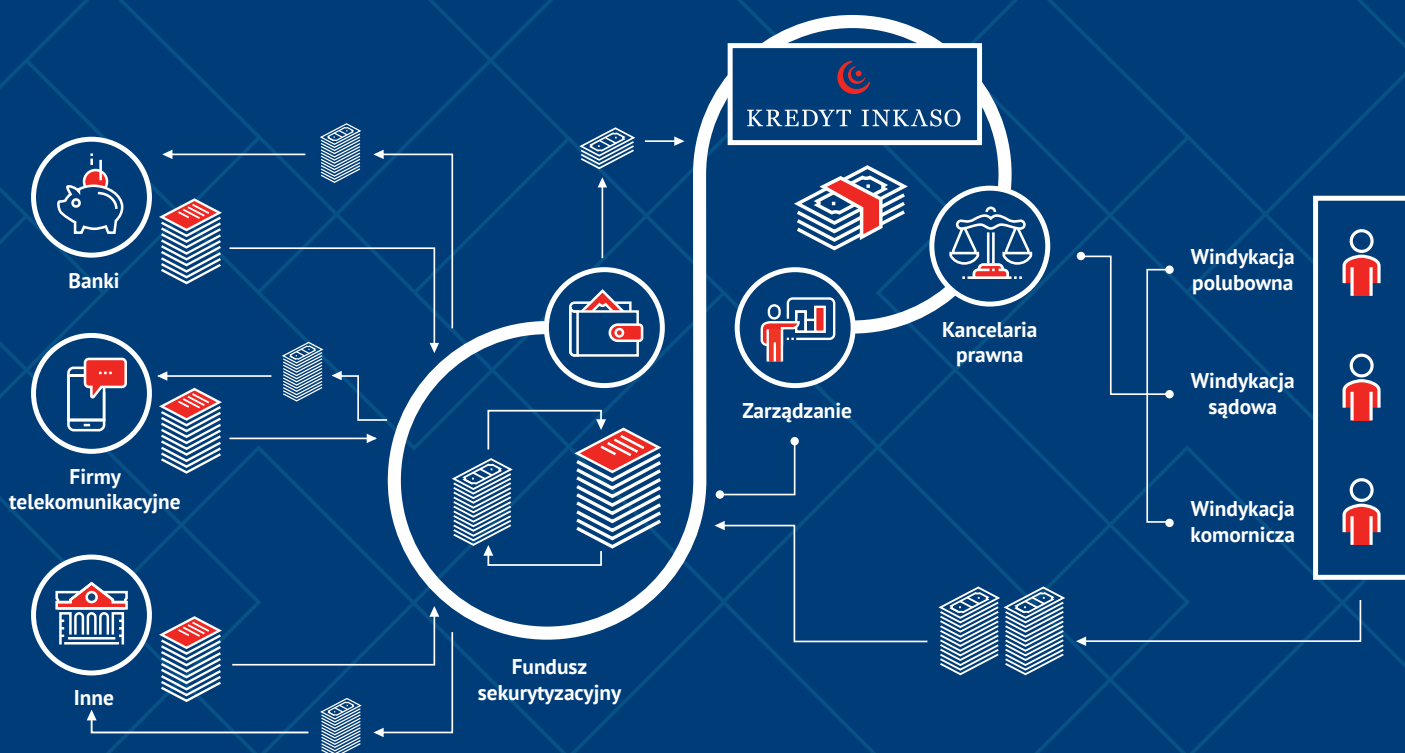 KREDYT INKASO
Banki
Firmy
telekomunikacyjne
Inne
Fundusz
sekurytyzacyjny
Zarządzanie
Kancelaria
prawna
Windykacja
polubowna
Windykacja
sądowa
Windykacja
komornicza